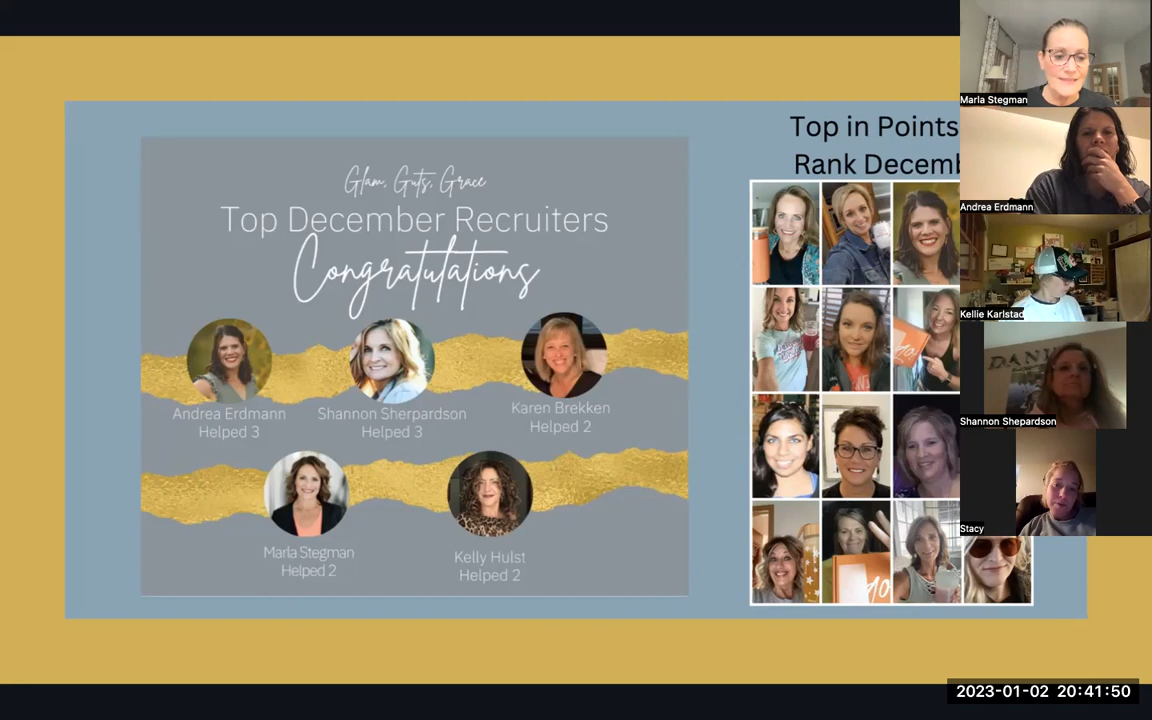 Glam, Guts, Grace
Top December Recruiters
Congratulations
Andrea Erdmann
Helped 3
Shannon Sherpardson
Helped 3
Karen Brekken
Helped 2
Marla Stegman
Helped 2
Kelly Hulst
Helped 2
Top in Points
Rank Decemb
Marla Stegman
Andrea Erdmann
Kellie Karlstad
DANI
Shannon Shepardson
Stacy
2023-01-02 20:41:50